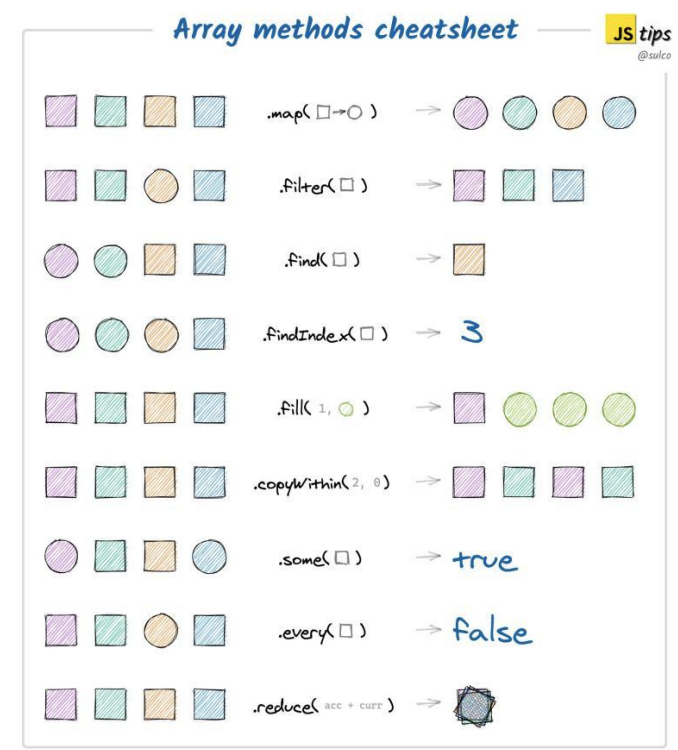 Array methods cheatsheet
JS tips
@sulco
.map( → )
.filter( )
.find( )
.findIndex( ) 3
.fill( 1, )
.copyWithin( 2, 0 )
.some( ) true
.every( ) false
.reduce( acc + curr )